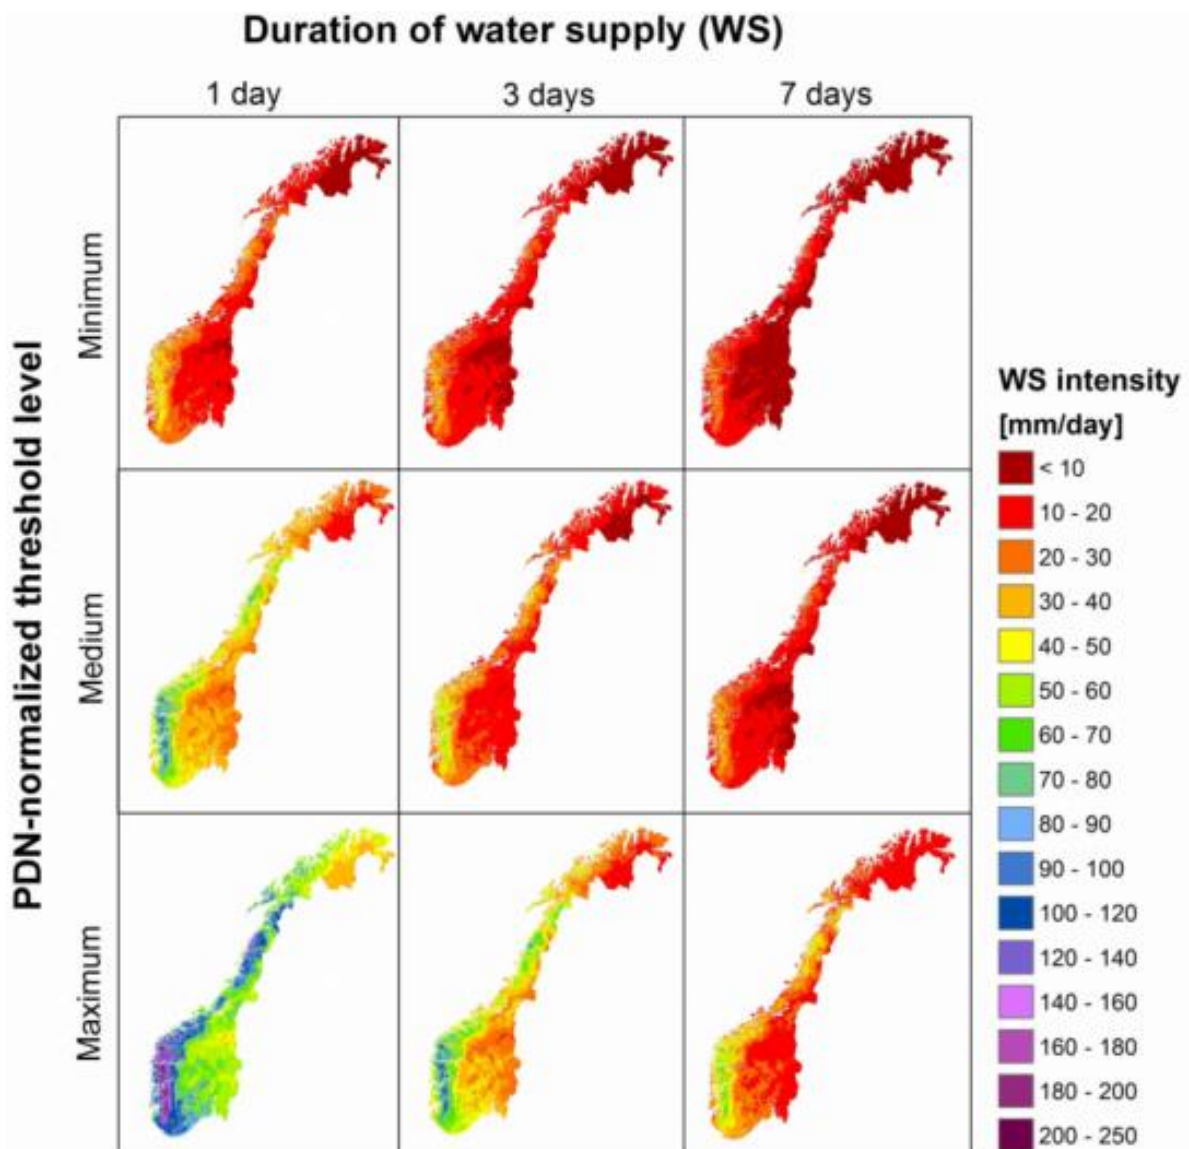 Duration of water supply (WS)
1 day
3 days
7 days
PDN-normalized threshold level
Minimum
Medium
Maximum
WS intensity
[mm/day]
< 10
10 - 20
20 - 30
30 - 40
40 - 50
50 - 60
60 - 70
70 - 80
80 - 90
90 - 100
100 - 120
120 - 140
140 - 160
160 - 180
180 - 200
200 - 250